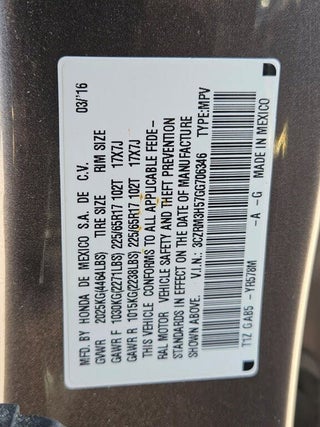 MFD. BY HONDA DE MEXICO S.A. DE C.V. 03/'16
GVWR 2025KG(4464LBS) TIRE SIZE RIM SIZE
GAWR F 1030KG(2271LBS) 225/65R17 102T 17X7J
GAWR R 1015KG(2238LBS) 225/65R17 102T 17X7J
THIS VEHICLE CONFORMS TO ALL APPLICABLE FEDE-
RAL MOTOR VEHICLE SAFETY AND THEFT PREVENTION
STANDARDS IN EFFECT ON THE DATE OF MANUFACTURE
SHOWN ABOVE.
V.I.N.: 3CZRM3H57GG706346 TYPE:MPV
T1Z GAB5 - YR578M -A -G MADE IN MEXICO